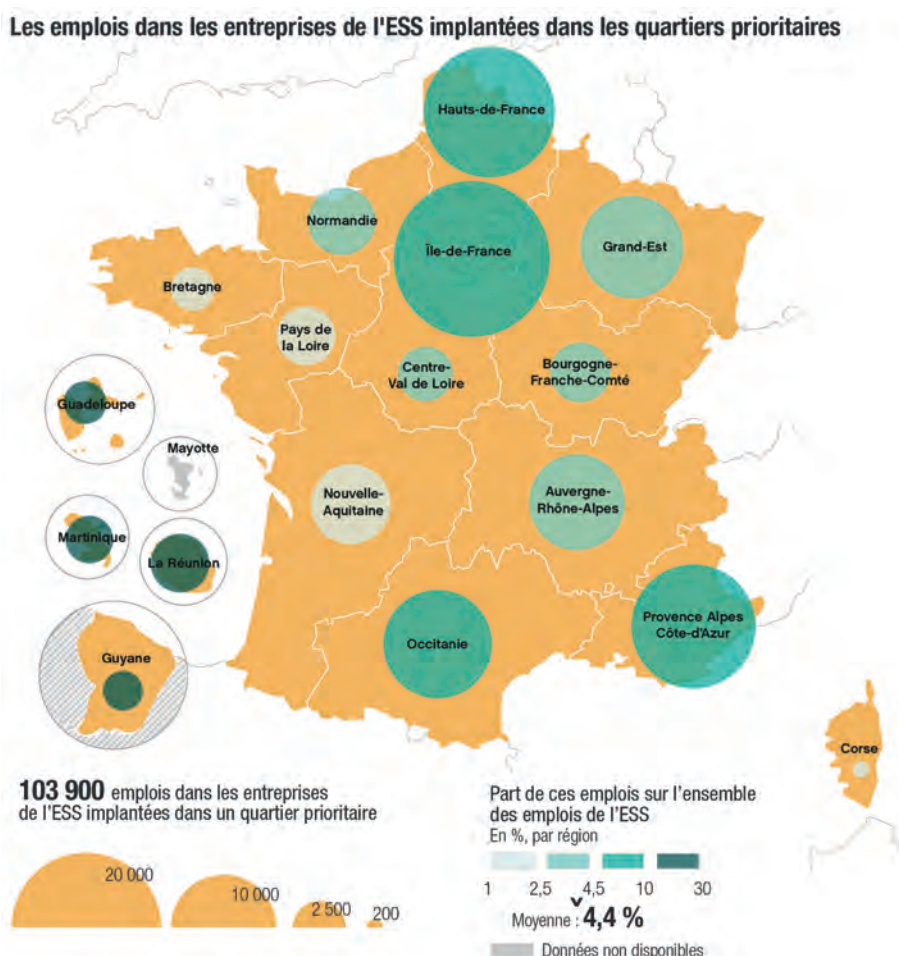 Les emplois dans les entreprises de l'ESS implantées dans les quartiers prioritaires
Hauts-de-France
Normandie
Île-de-France
Grand-Est
Bretagne
Pays de
la Loire
Centre-
Val de Loire
Bourgogne-
Franche-Comté
Guadeloupe
Mayotte
Nouvelle-
Aquitaine
Auvergne-
Rhône-Alpes
Martinique
La Réunion
Provence Alpes
Côte-d'Azur
Occitanie
Guyane
Corse
103 900 emplois dans les entreprises
de l'ESS implantées dans un quartier prioritaire
20 000
10 000
2 500
200
Part de ces emplois sur l'ensemble
des emplois de l'ESS
En %, par région
1 2,5 4,5 10 30
Moyenne : 4,4 %
Données non disponibles